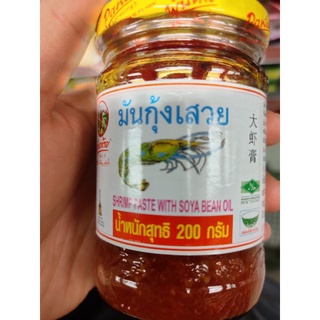 มันกุ้งเสวย
大虾膏
SHRIMP PASTE WITH SOYA BEAN OIL
น้ำหนักสุทธิ 200 กรัม